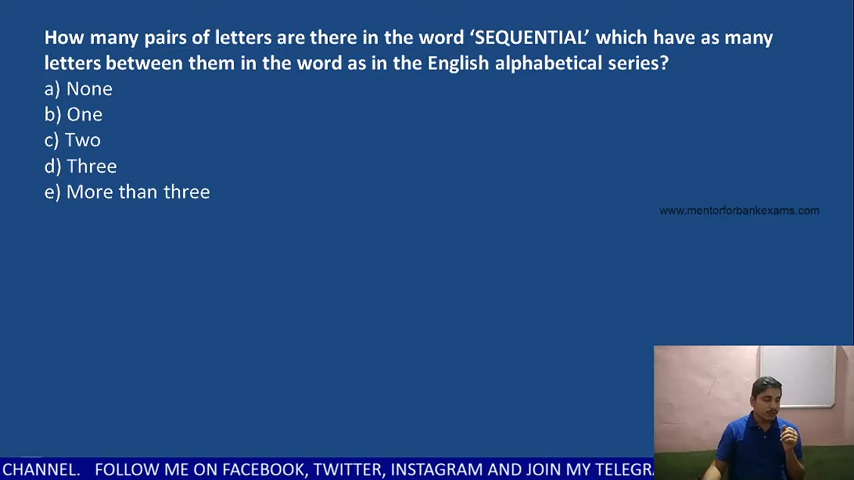 How many pairs of letters are there in the word ‘SEQUENTIAL’ which have as many
letters between them in the word as in the English alphabetical series?
a) None
b) One
c) Two
d) Three
e) More than three
www.mentorforbankexams.com
CHANNEL. FOLLOW ME ON FACEBOOK, TWITTER, INSTAGRAM AND JOIN MY TELEGR